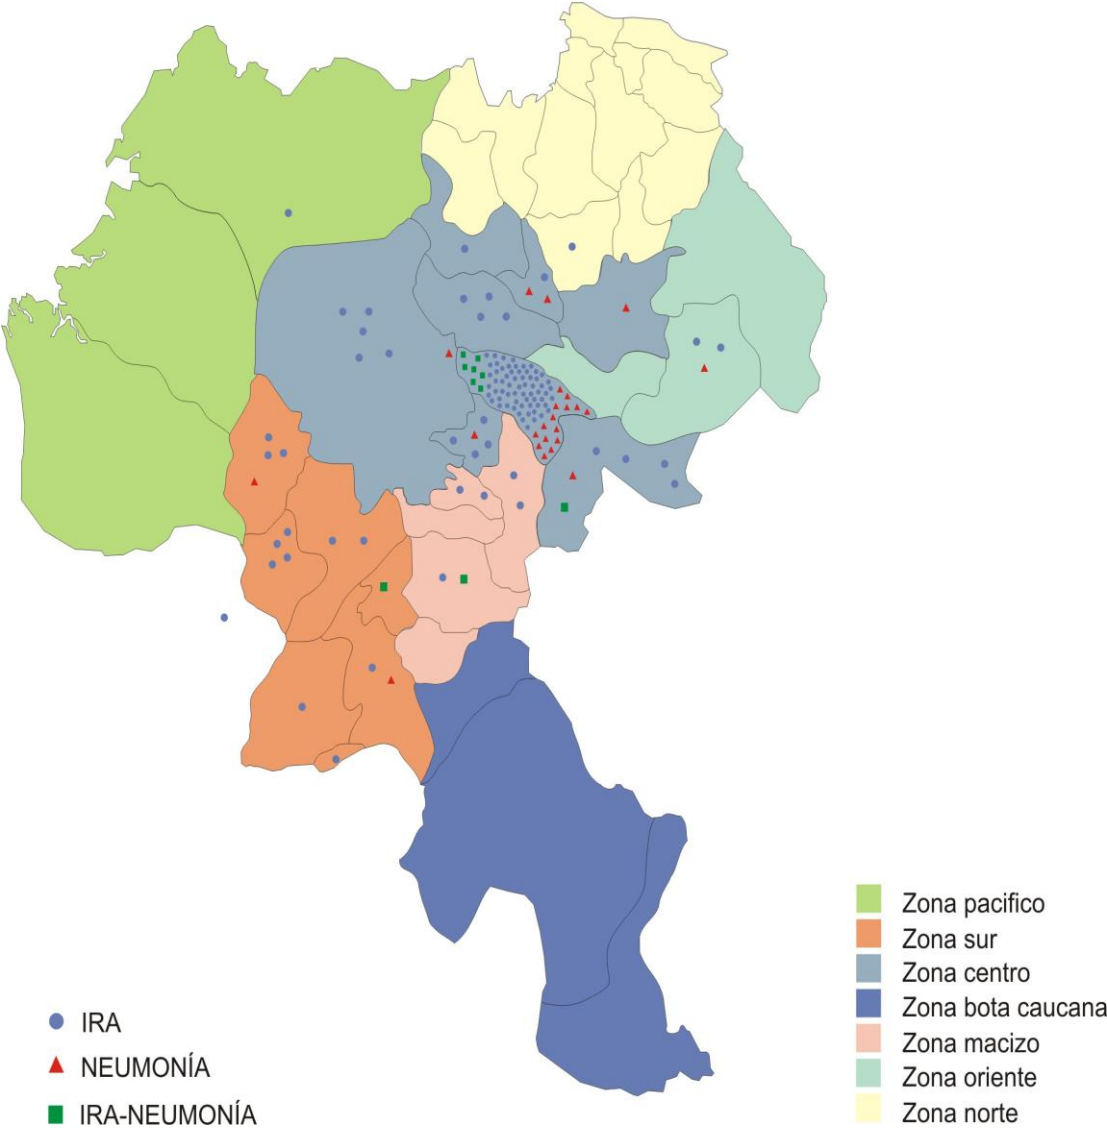 IRA
NEUMONÍA
IRA-NEUMONÍA
Zona pacifico
Zona sur
Zona centro
Zona bota caucana
Zona macizo
Zona oriente
Zona norte